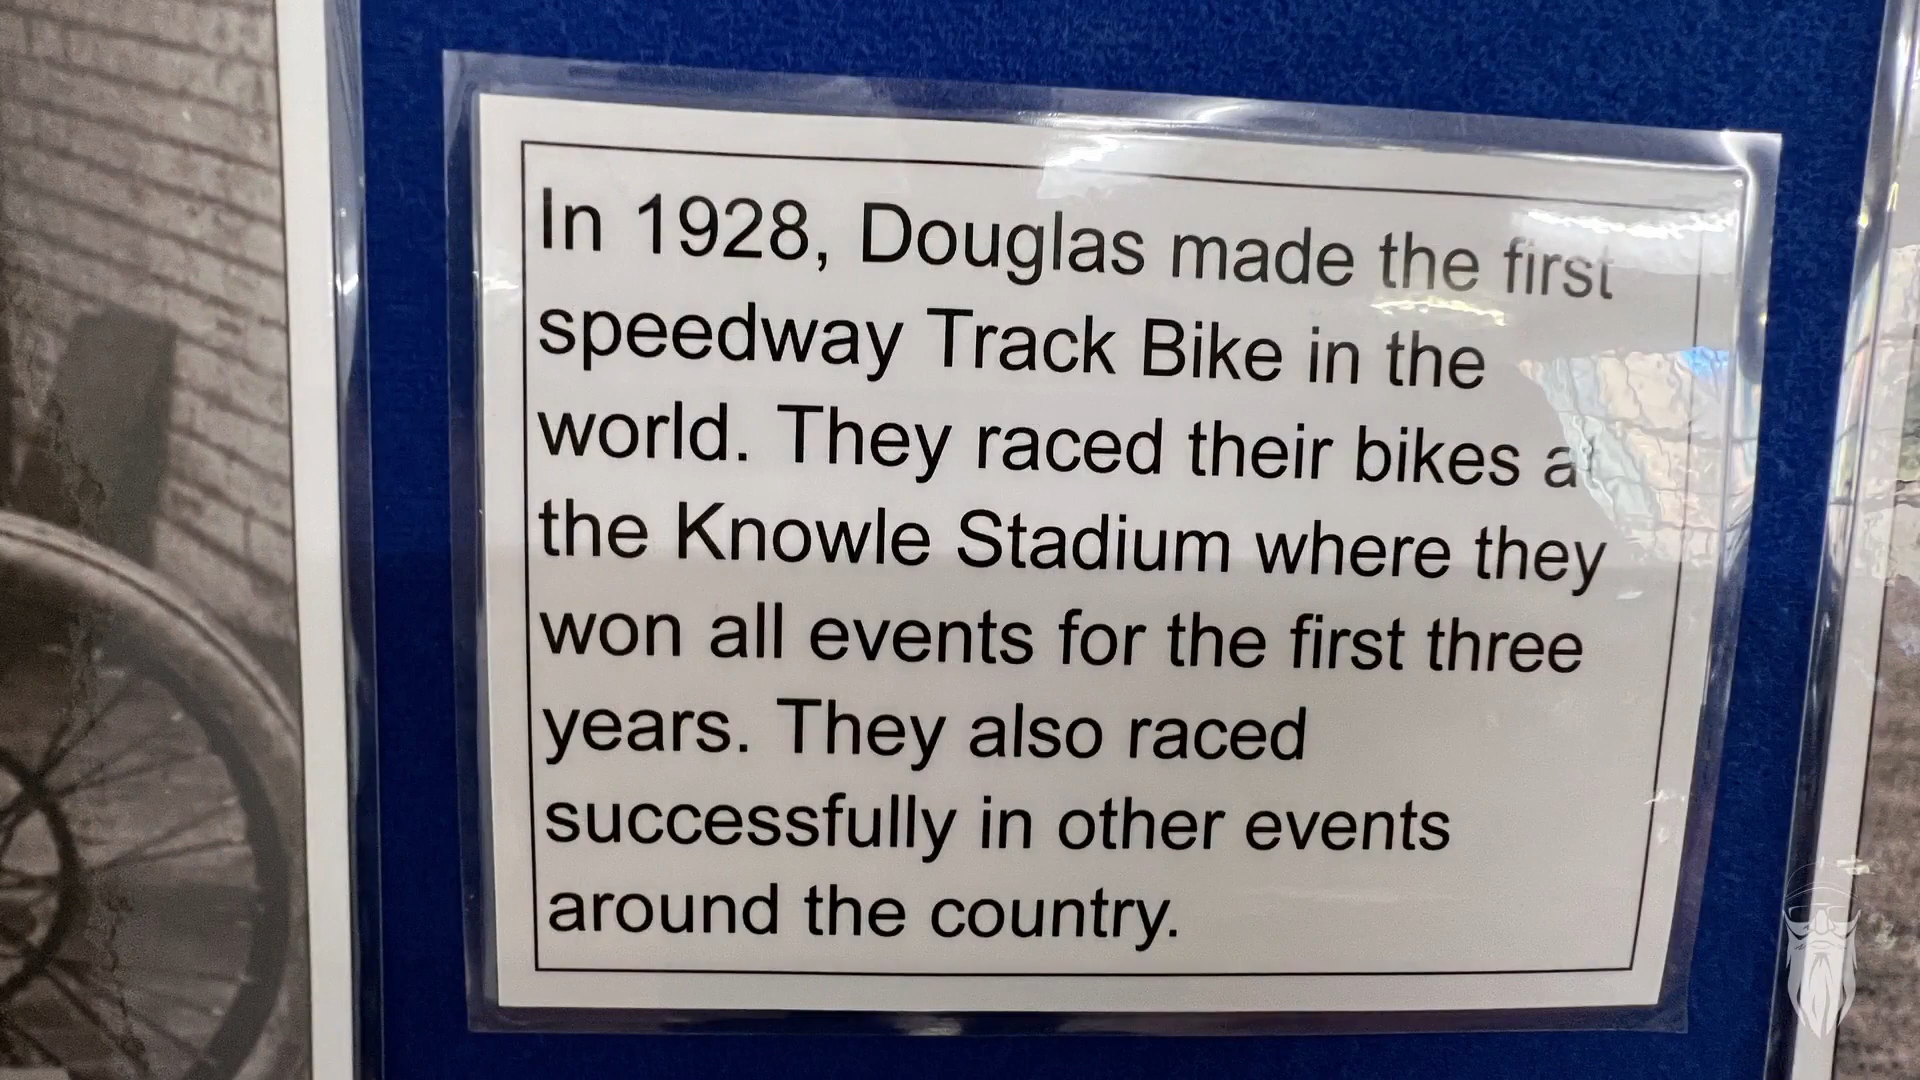 In 1928, Douglas made the first
speedway Track Bike in the
world. They raced their bikes at
the Knowle Stadium where they
won all events for the first three
years. They also raced
successfully in other events
around the country.